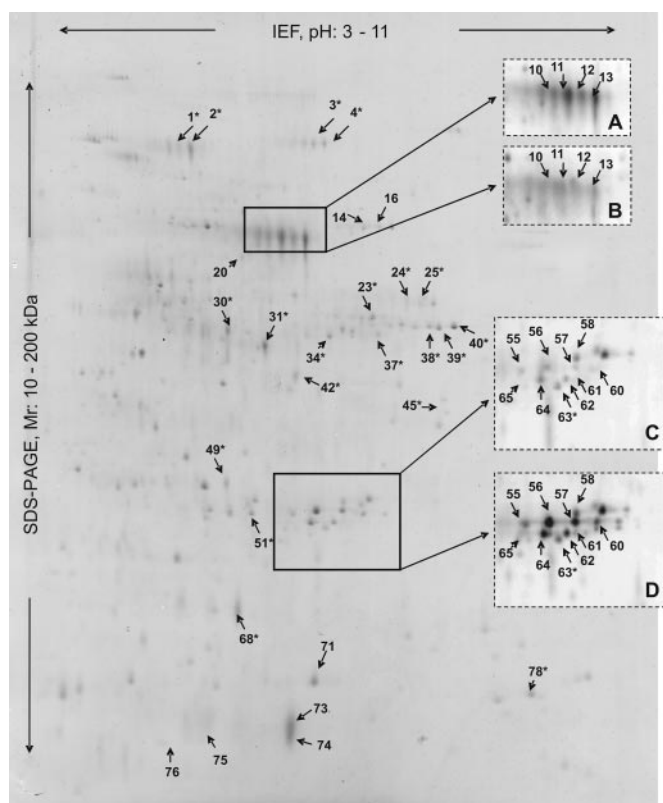 IEF, pH: 3 - 11
SDS-PAGE, Mr: 10 - 200 kDa
1* 2* 3* 4*
10 11 12 13
A
10 11 12 13
B
14 16
20
23* 24* 25*
30* 31*
34* 37* 38* 39* 40*
42*
45*
55 56 57 58
65 64 63* 62 61 60
C
49*
51*
55 56 57 58
65 64 63* 62 61 60
D
68*
71
78*
73
74
75
76